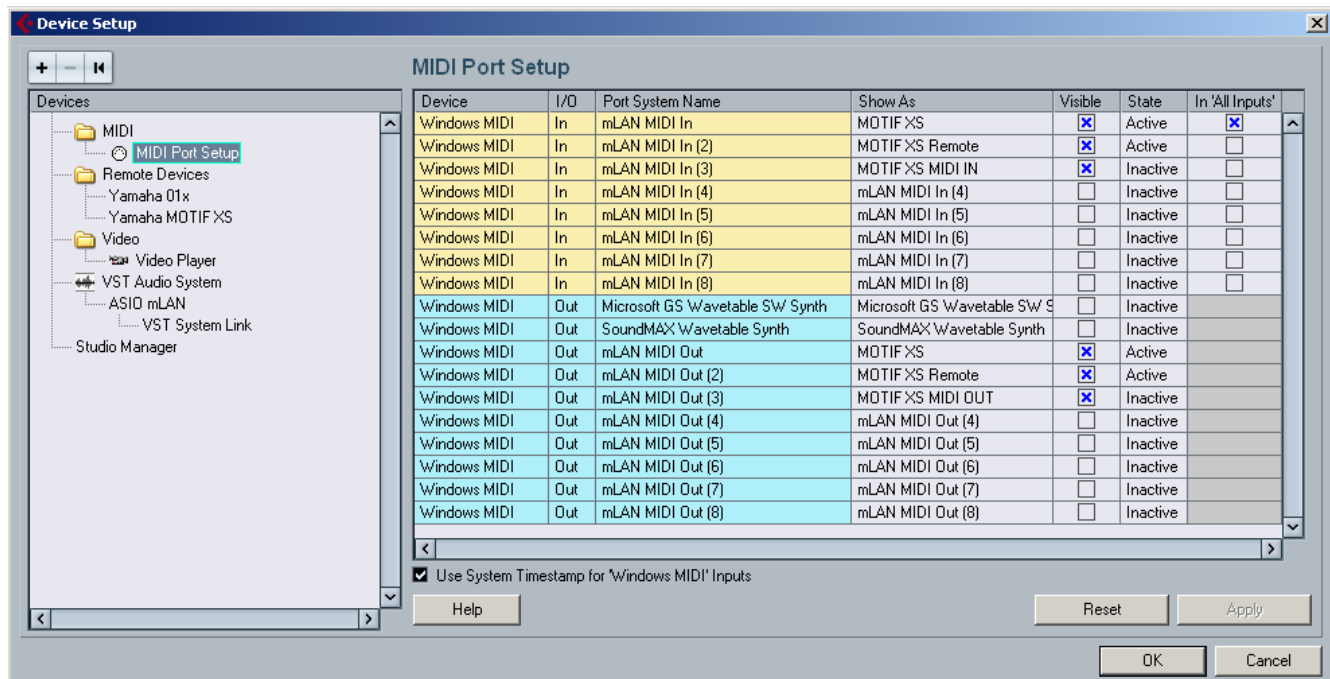 Device Setup
+ −
MIDI Port Setup
Devices
MIDI
MIDI Port Setup
Remote Devices
Yamaha 01x
Yamaha MOTIF XS
Video
Video Player
VST Audio System
ASIO mLAN
VST System Link
Studio Manager
Device I/O Port System Name Show As Visible State In 'All Inputs'
Windows MIDI In mLAN MIDI In MOTIF XS Active
Windows MIDI In mLAN MIDI In (2) MOTIF XS Remote Active
Windows MIDI In mLAN MIDI In (3) MOTIF XS MIDI IN Inactive
Windows MIDI In mLAN MIDI In (4) mLAN MIDI In (4) Inactive
Windows MIDI In mLAN MIDI In (5) mLAN MIDI In (5) Inactive
Windows MIDI In mLAN MIDI In (6) mLAN MIDI In (6) Inactive
Windows MIDI In mLAN MIDI In (7) mLAN MIDI In (7) Inactive
Windows MIDI In mLAN MIDI In (8) mLAN MIDI In (8) Inactive
Windows MIDI Out Microsoft GS Wavetable SW Synth Microsoft GS Wavetable SW S Inactive
Windows MIDI Out SoundMAX Wavetable Synth SoundMAX Wavetable Synth Inactive
Windows MIDI Out mLAN MIDI Out MOTIF XS Active
Windows MIDI Out mLAN MIDI Out (2) MOTIF XS Remote Active
Windows MIDI Out mLAN MIDI Out (3) MOTIF XS MIDI OUT Inactive
Windows MIDI Out mLAN MIDI Out (4) mLAN MIDI Out (4) Inactive
Windows MIDI Out mLAN MIDI Out (5) mLAN MIDI Out (5) Inactive
Windows MIDI Out mLAN MIDI Out (6) mLAN MIDI Out (6) Inactive
Windows MIDI Out mLAN MIDI Out (7) mLAN MIDI Out (7) Inactive
Windows MIDI Out mLAN MIDI Out (8) mLAN MIDI Out (8) Inactive
Use System Timestamp for 'Windows MIDI' Inputs
Help Reset Apply
OK Cancel